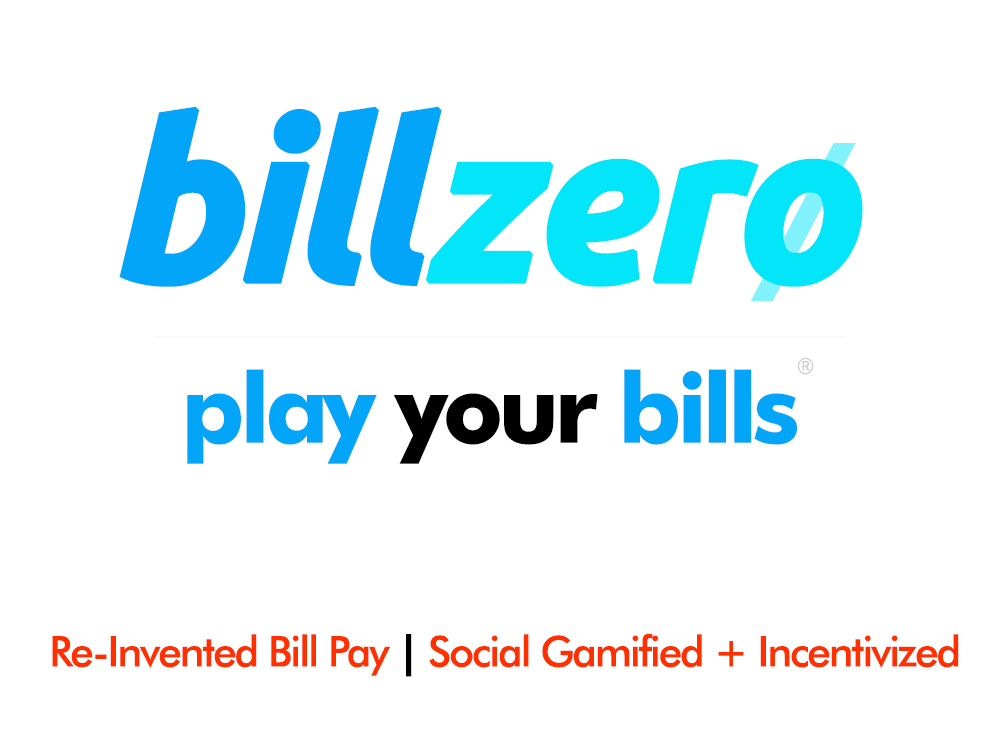 billzerø
play your bills®
Re-Invented Bill Pay | Social Gamified + Incentivized